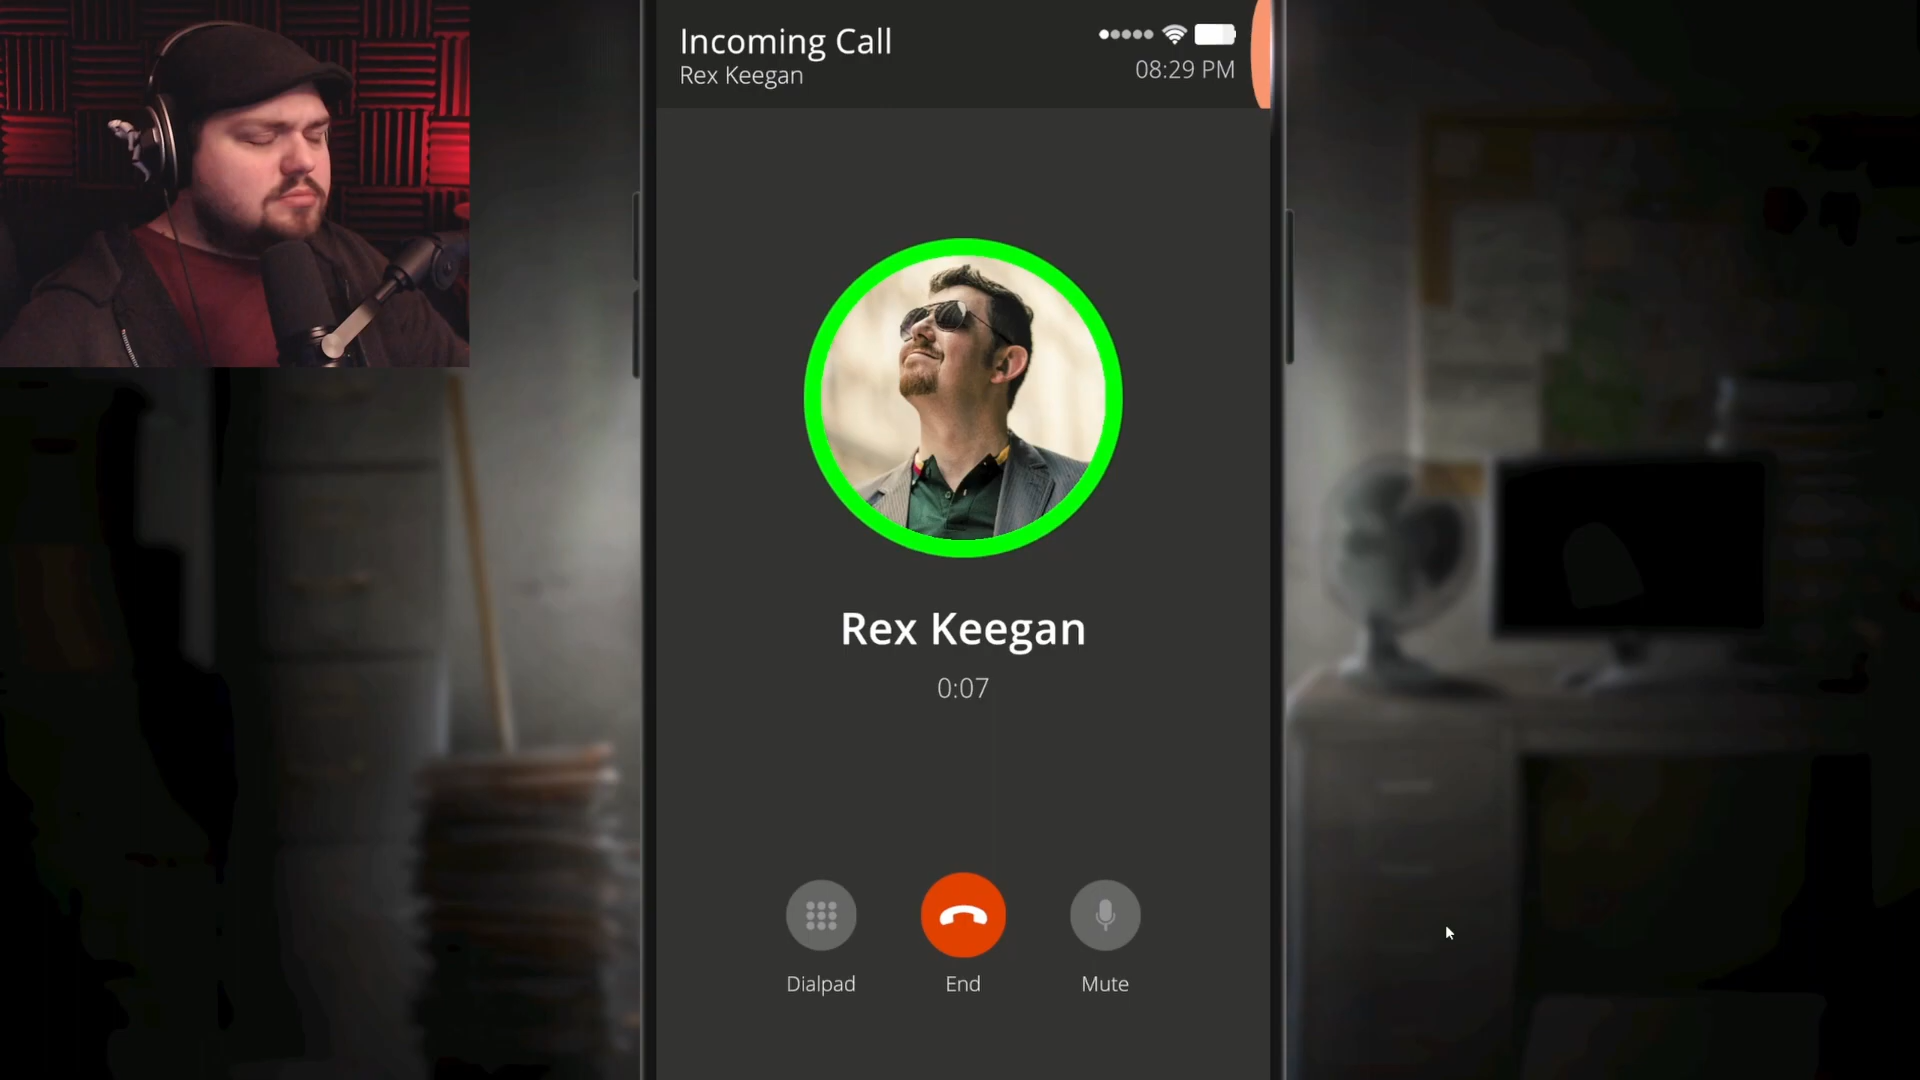 Incoming Call
Rex Keegan
08:29 PM
Rex Keegan
0:07
Dialpad
End
Mute